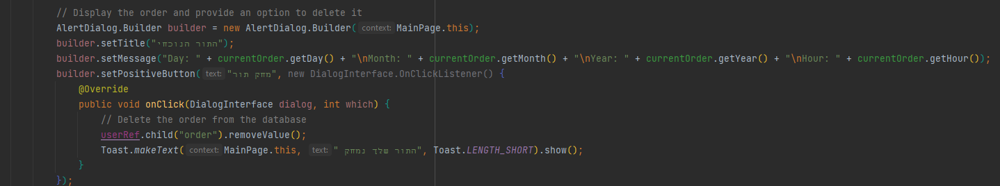 // Display the order and provide an option to delete it
AlertDialog.Builder builder = new AlertDialog.Builder( context: MainPage.this);
builder.setTitle("התור הנוכחי");
builder.setMessage("Day: " + currentOrder.getDay() + "\nMonth: " + currentOrder.getMonth() + "\nYear: " + currentOrder.getYear() + "\nHour: " + currentOrder.getHour());
builder.setPositiveButton( text: "מחק תור", new DialogInterface.OnClickListener() {
@Override
public void onClick(DialogInterface dialog, int which) {
// Delete the order from the database
userRef.child("order").removeValue();
Toast.makeText( context: MainPage.this, text: " התור שלך נמחק", Toast.LENGTH_SHORT).show();
}
});